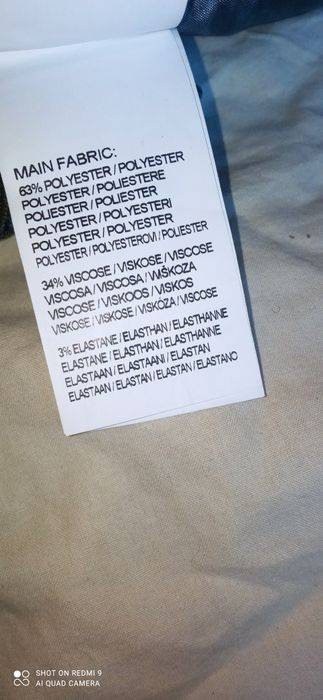 MAIN FABRIC:
63% POLYESTER / POLYESTER
POLYESTER / POLIESTERE
POLIESTER / POLIESTER
POLYESTER / POLYESTERI
POLYESTER / POLYESTER
POLYESTER / POLYESTEROVI / POLIESTER
34% VISCOSE / VISKOSE / VISCOSE
VISCOSA / VISCOSA / WISKOZA
VISCOSE / VISKOOS / VISKOS
VISKOSE / VISKOSE / VISKÓZA / VISCOSE
3% ELASTANE / ELASTHAN / ELASTHANNE
ELASTANE / ELASTHAN / ELASTHANNE
ELASTAAN / ELASTAANI / ELASTAN
ELASTAAN / ELASTAN / ELASTAN / ELASTANO
SHOT ON REDMI 9
AI QUAD CAMERA